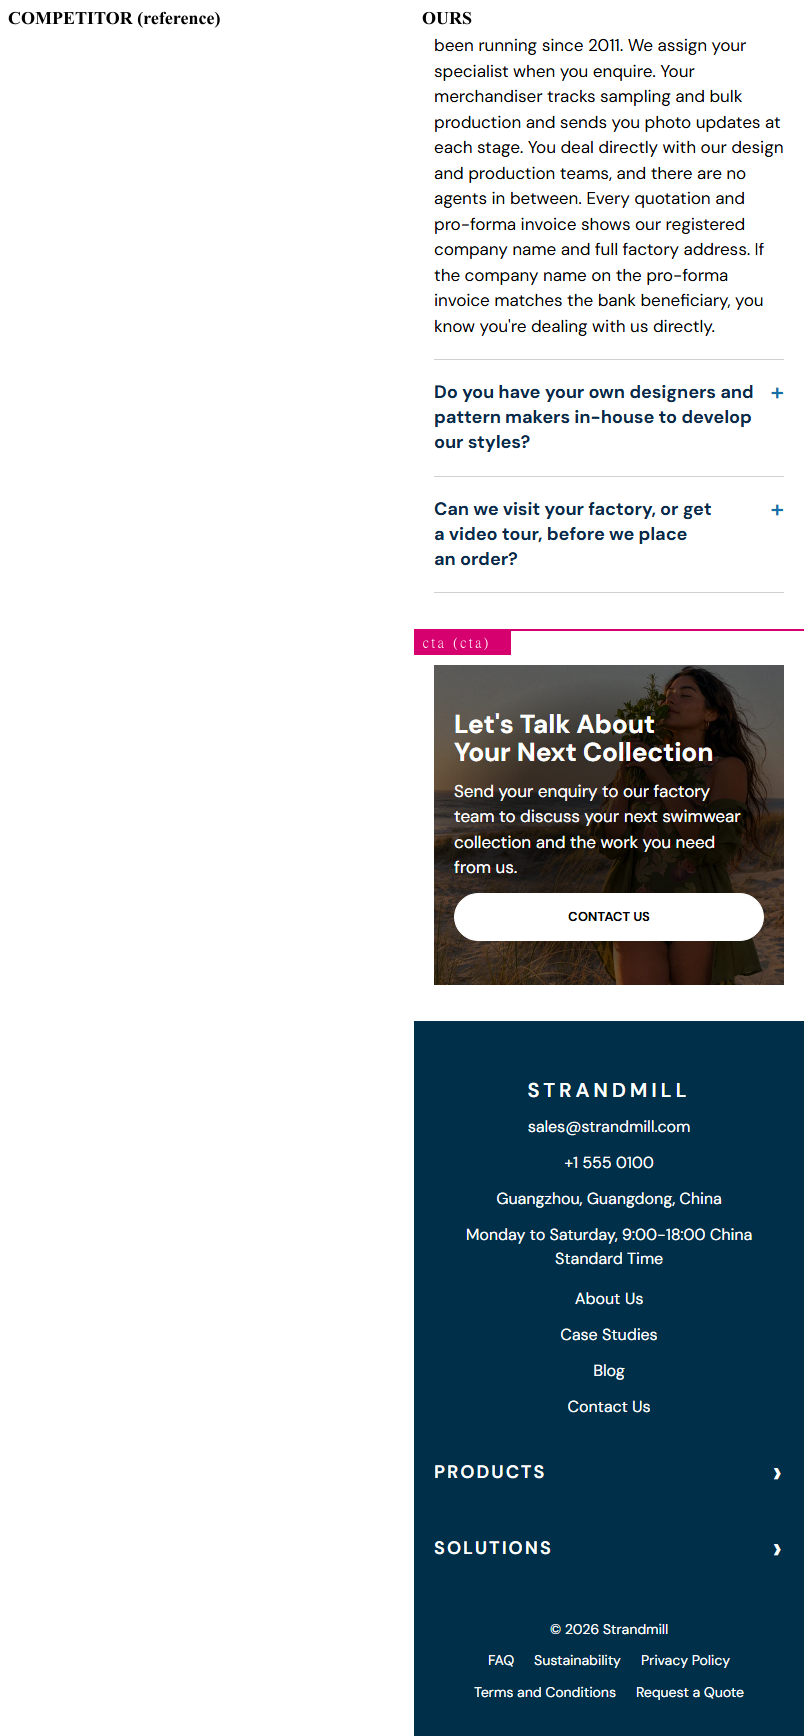 COMPETITOR (reference)
OURS
been running since 2011. We assign your
specialist when you enquire. Your
merchandiser tracks sampling and bulk
production and sends you photo updates at
each stage. You deal directly with our design
and production teams, and there are no
agents in between. Every quotation and
pro-forma invoice shows our registered
company name and full factory address. If
the company name on the pro-forma
invoice matches the bank beneficiary, you
know you're dealing with us directly.
Do you have your own designers and +
pattern makers in-house to develop
our styles?
Can we visit your factory, or get +
a video tour, before we place
an order?
cta (cta)
Let's Talk About
Your Next Collection
Send your enquiry to our factory
team to discuss your next swimwear
collection and the work you need
from us.
CONTACT US
STRANDMILL
sales@strandmill.com
+1 555 0100
Guangzhou, Guangdong, China
Monday to Saturday, 9:00-18:00 China
Standard Time
About Us
Case Studies
Blog
Contact Us
PRODUCTS ❯
SOLUTIONS ❯
© 2026 Strandmill
FAQ Sustainability Privacy Policy
Terms and Conditions Request a Quote